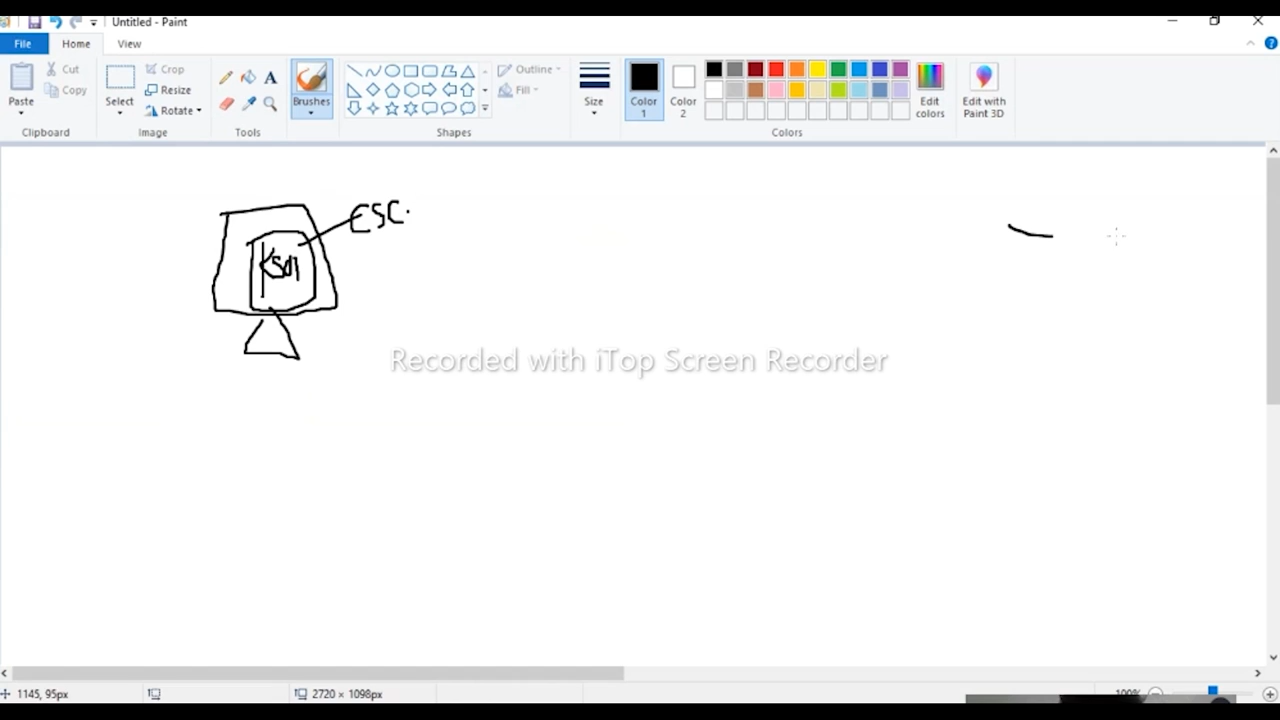 Untitled - Paint
File Home View
Cut
Copy
Paste
Clipboard
Select
Crop
Resize
Rotate
Image
Tools
Brushes
Outline
Fill
Shapes
Size
Color 1
Color 2
Colors
Edit colors
Edit with Paint 3D
ESC.
Recorded with iTop Screen Recorder
1145, 95px
2720 × 1098px
100%